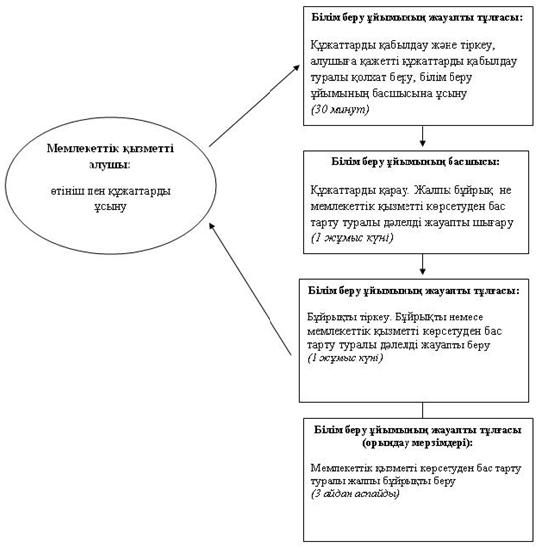 Білім беру ұйымының жауапты тұлғасы:
Құжаттарды қабылдау және тіркеу,
алушыға қажетті құжаттарды қабылдау
туралы қолхат беру, білім беру
ұйымының басшысына ұсыну
(30 минут)
Мемлекеттік қызметті
алушы:
өтініш пен құжаттарды
ұсыну
Білім беру ұйымының басшысы:
Құжаттарды қарау. Жалпы бұйрық не
мемлекеттік қызметті көрсетуден бас
тарту туралы дәлелді жауапты шығару
(1 жұмыс күні)
Білім беру ұйымының жауапты тұлғасы:
Бұйрықты тіркеу. Бұйрықты немесе
мемлекеттік қызметті көрсетуден бас
тарту туралы дәлелді жауапты беру
(1 жұмыс күні)
Білім беру ұйымының жауапты тұлғасы
(орындау мерзімдері):
Мемлекеттік қызметті көрсетуден бас тарту
туралы жалпы бұйрықты беру
(3 айдан аспайды)